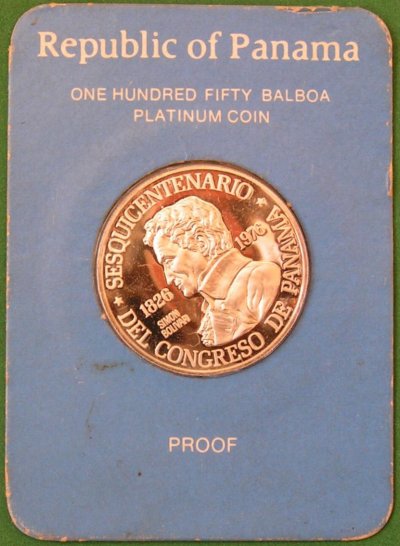 Republic of Panama
ONE HUNDRED FIFTY BALBOA
PLATINUM COIN
SESQUICENTENARIO
DEL CONGRESO DE PANAMA
1826
1976
SIMON
BOLIVAR
PROOF